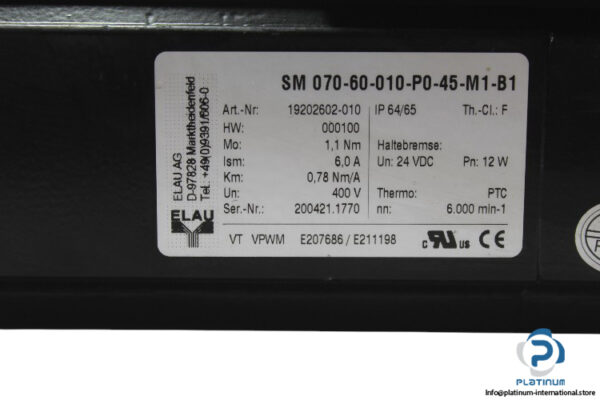 SM 070-60-010-P0-45-M1-B1
ELAU AG
D-97828 Marktheidenfeld
Tel.: +49(0)9391/606-0
ELAU
Art.-Nr: 19202602-010 IP 64/65 Th.-Cl.: F
HW: 000100
Mo: 1,1 Nm Haltebremse:
Ism: 6,0 A Un: 24 VDC Pn: 12 W
Km: 0,78 Nm/A
Un: 400 V Thermo: PTC
Ser.-Nr.: 200421.1770 nn: 6.000 min-1
VT VPWM E207686 / E211198 c RU us CE
PLATINUM
platinum-international.store